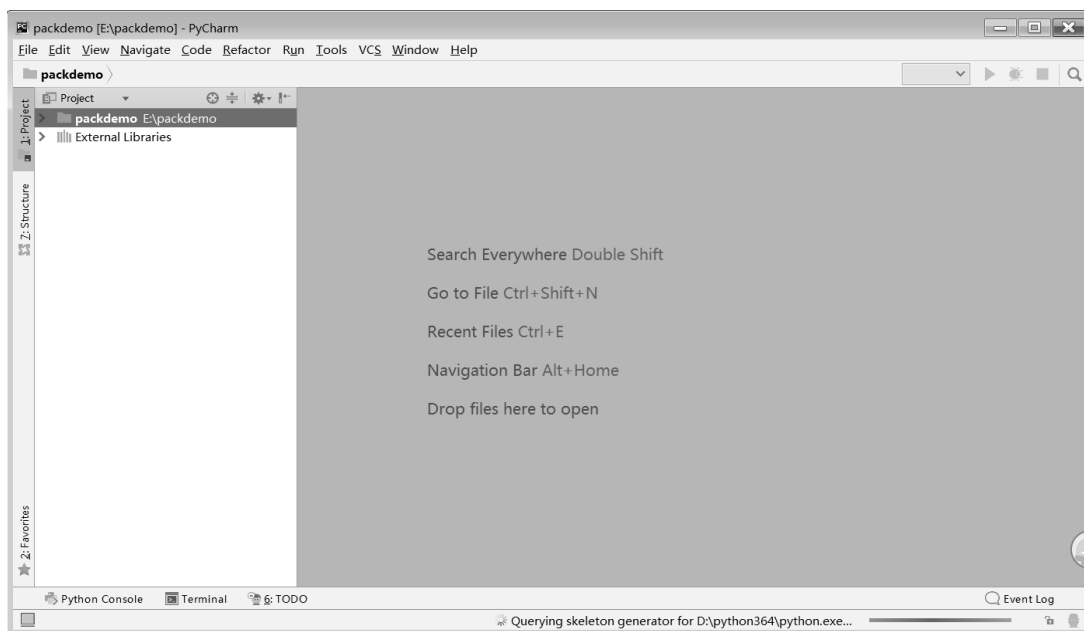 packdemo [E:\packdemo] - PyCharm
File Edit View Navigate Code Refactor Run Tools VCS Window Help
packdemo
Project
packdemo E:\packdemo
External Libraries
1: Project
Z: Structure
2: Favorites
Search Everywhere Double Shift
Go to File Ctrl+Shift+N
Recent Files Ctrl+E
Navigation Bar Alt+Home
Drop files here to open
Python Console Terminal 6: TODO Event Log
Querying skeleton generator for D:\python364\python.exe...